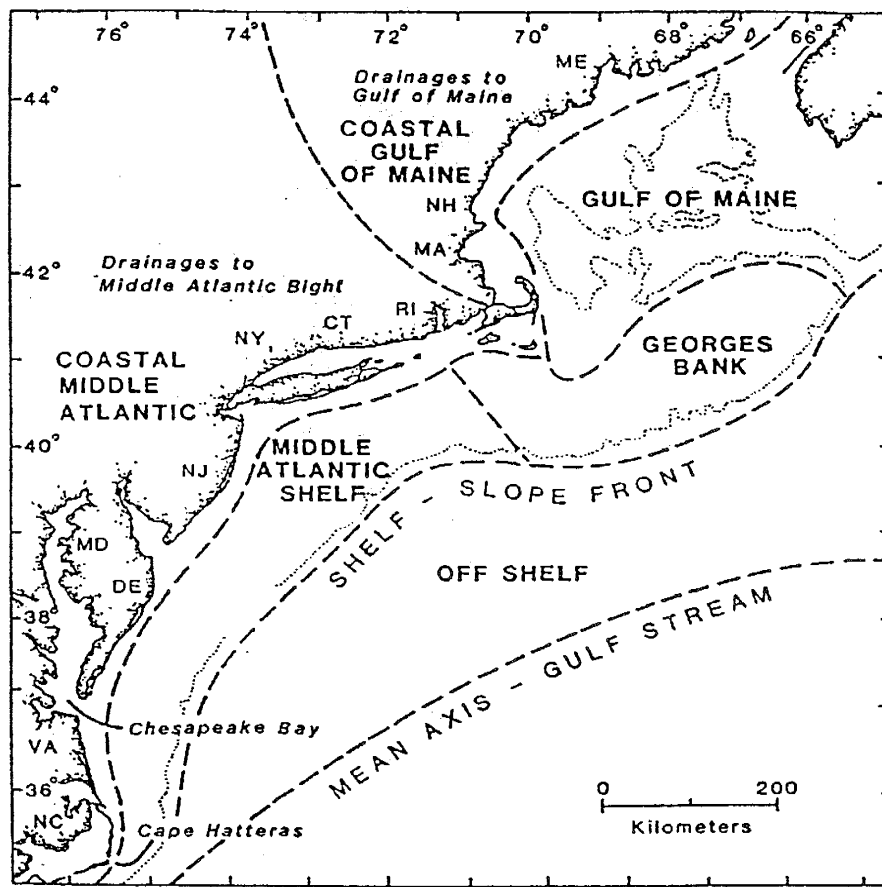 76° 74° 72° 70° 68° 66°
ME
Drainages to
Gulf of Maine
44°
COASTAL
GULF
OF MAINE
GULF OF MAINE
NH
MA
42°
Drainages to
Middle Atlantic Bight
RI
CT
NY
GEORGES
BANK
COASTAL
MIDDLE
ATLANTIC
40°
MIDDLE
ATLANTIC
SHELF
NJ
SHELF - SLOPE FRONT
MD
OFF SHELF
DE
38°
MEAN AXIS - GULF STREAM
Chesapeake Bay
VA
36°
0 200
Kilometers
NC
Cape Hatteras